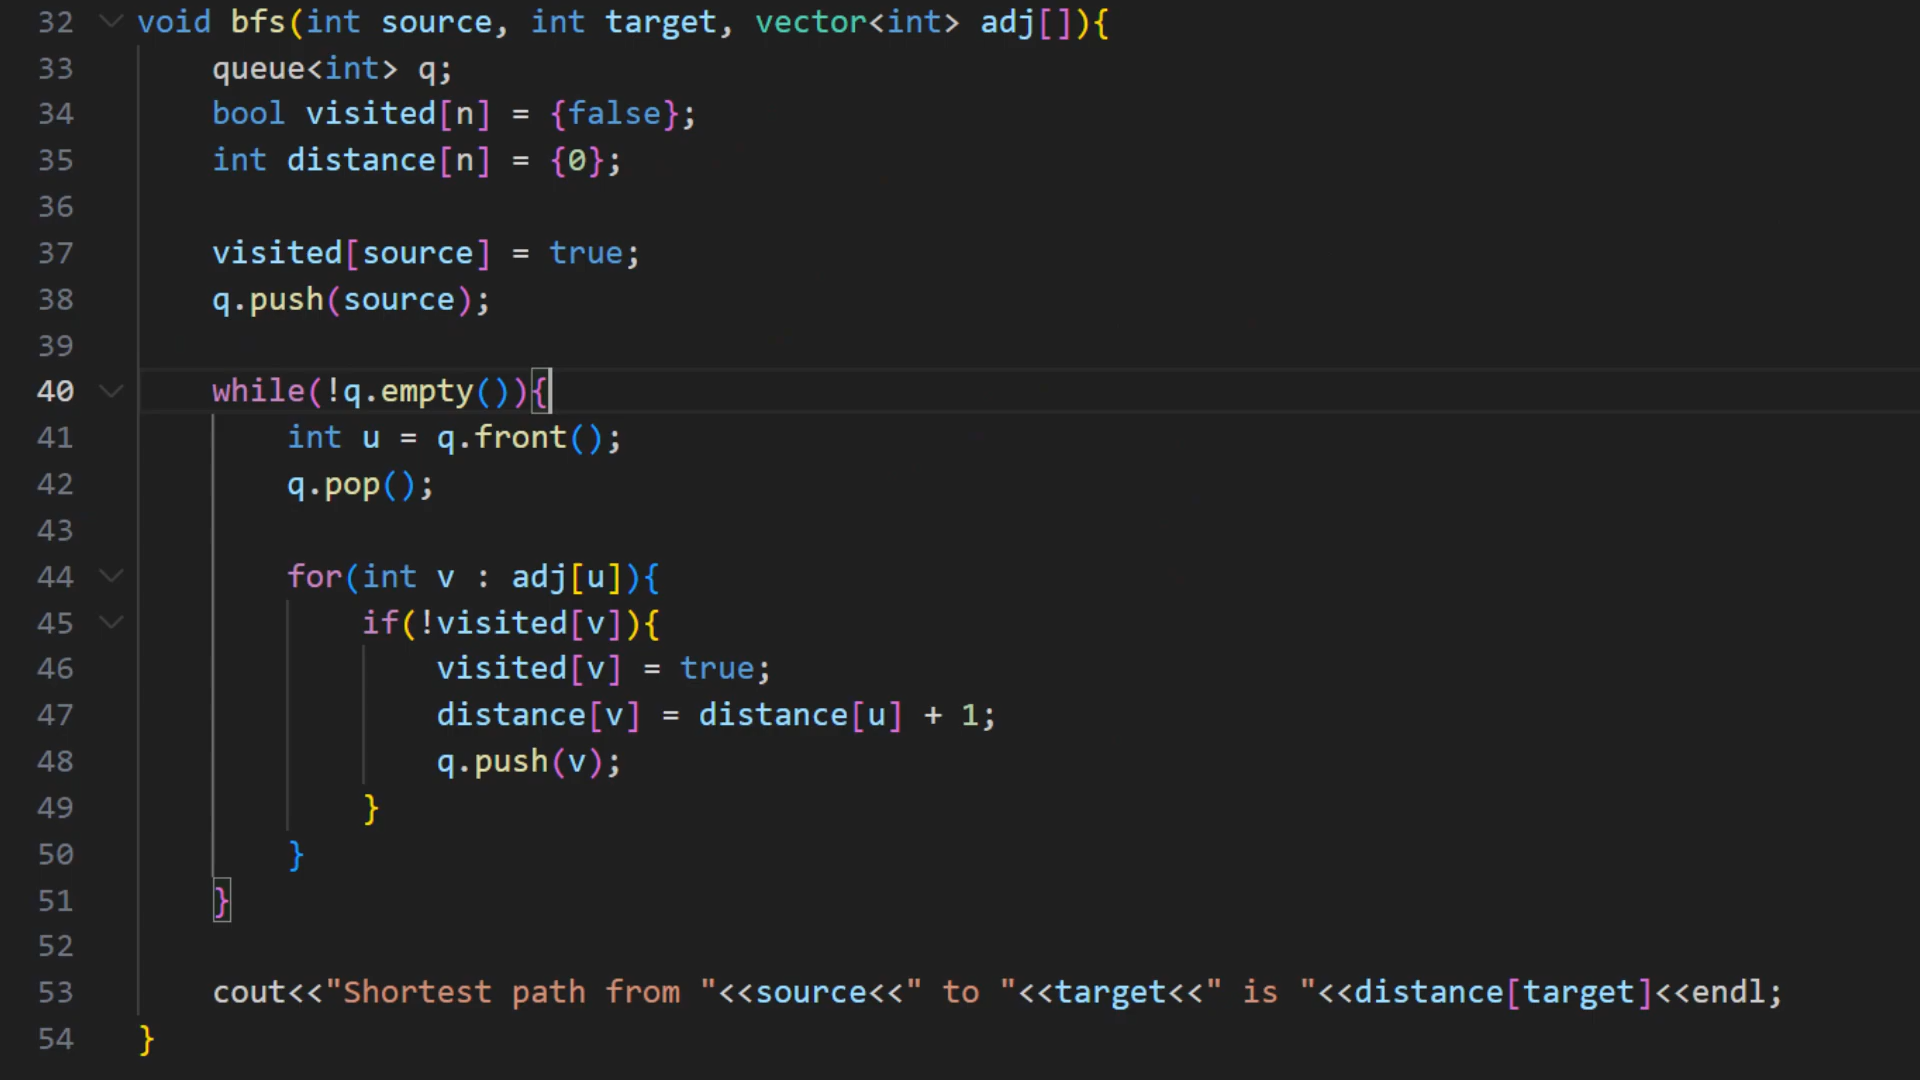 32 void bfs(int source, int target, vector<int> adj[]){
33     queue<int> q;
34     bool visited[n] = {false};
35     int distance[n] = {0};
36
37     visited[source] = true;
38     q.push(source);
39
40     while(!q.empty()){
41         int u = q.front();
42         q.pop();
43
44         for(int v : adj[u]){
45             if(!visited[v]){
46                 visited[v] = true;
47                 distance[v] = distance[u] + 1;
48                 q.push(v);
49             }
50         }
51     }
52
53     cout<<"Shortest path from "<<source<<" to "<<target<<" is "<<distance[target]<<endl;
54 }